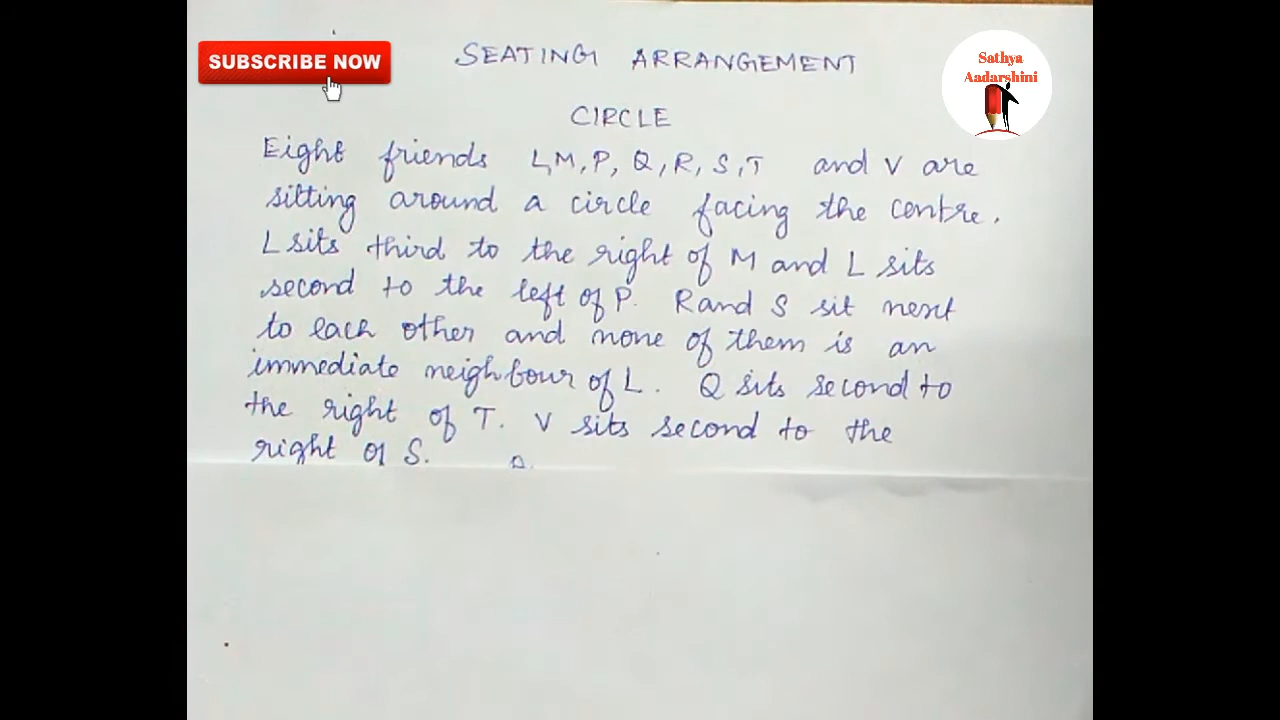 SUBSCRIBE NOW
SEATING ARRANGEMENT
Sathya
Aadarshini
CIRCLE
Eight friends L,M, P, Q, R, S, T and V are
sitting around a circle facing the centre.
L sits third to the right of M and L sits
second to the left of P. R and S sit next
to each other and none of them is an
immediate neighbour of L. Q sits second to
the right of T. V sits second to the
right of S.